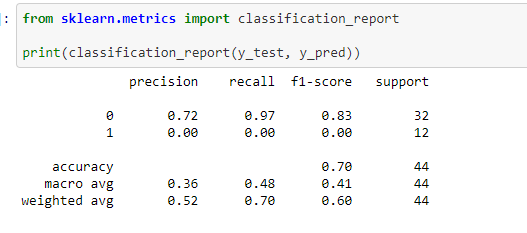 ]: from sklearn.metrics import classification_report
print(classification_report(y_test, y_pred))
precision recall f1-score support
0 0.72 0.97 0.83 32
1 0.00 0.00 0.00 12
accuracy 0.70 44
macro avg 0.36 0.48 0.41 44
weighted avg 0.52 0.70 0.60 44